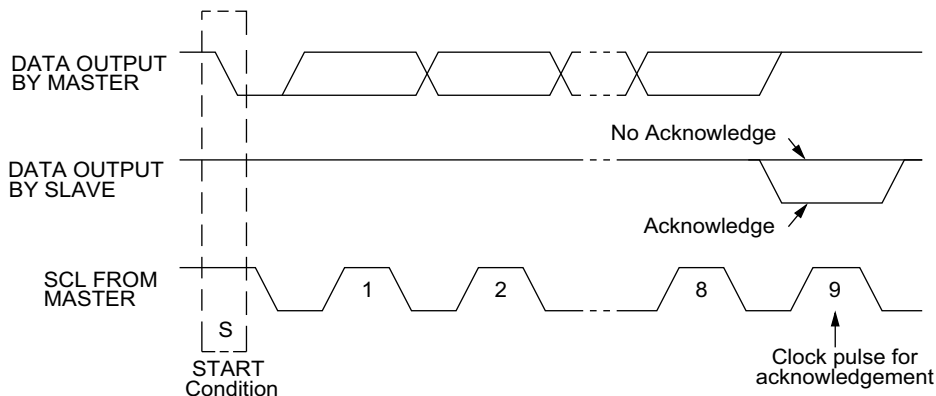 DATA OUTPUT
BY MASTER
No Acknowledge
DATA OUTPUT
BY SLAVE
Acknowledge
SCL FROM
MASTER
1
2
8
9
S
START
Condition
Clock pulse for
acknowledgement